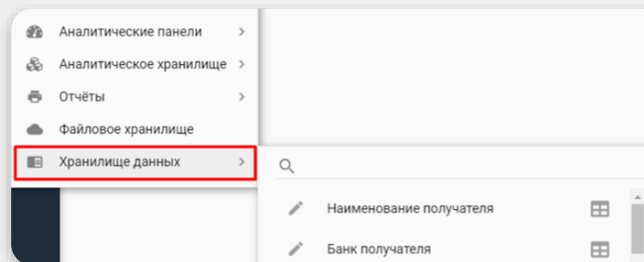 Аналитические панели
Аналитическое хранилище
Отчёты
Файловое хранилище
Хранилище данных
Наименование получателя
Банк получателя